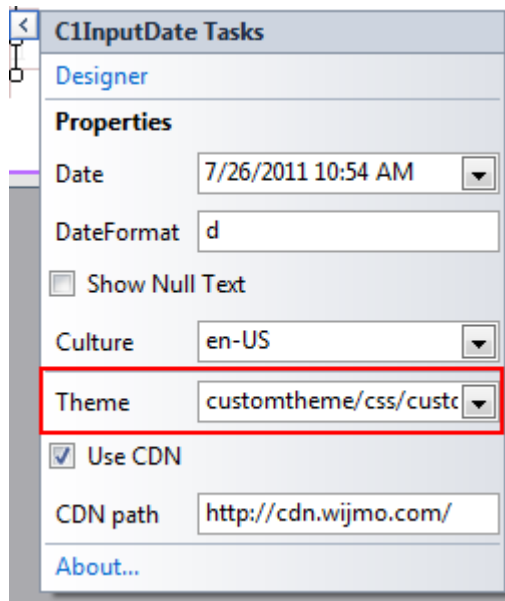 C1InputDate Tasks
Designer
Properties
Date 7/26/2011 10:54 AM
DateFormat d
Show Null Text
Culture en-US
Theme customtheme/css/custo
Use CDN
CDN path http://cdn.wijmo.com/
About...